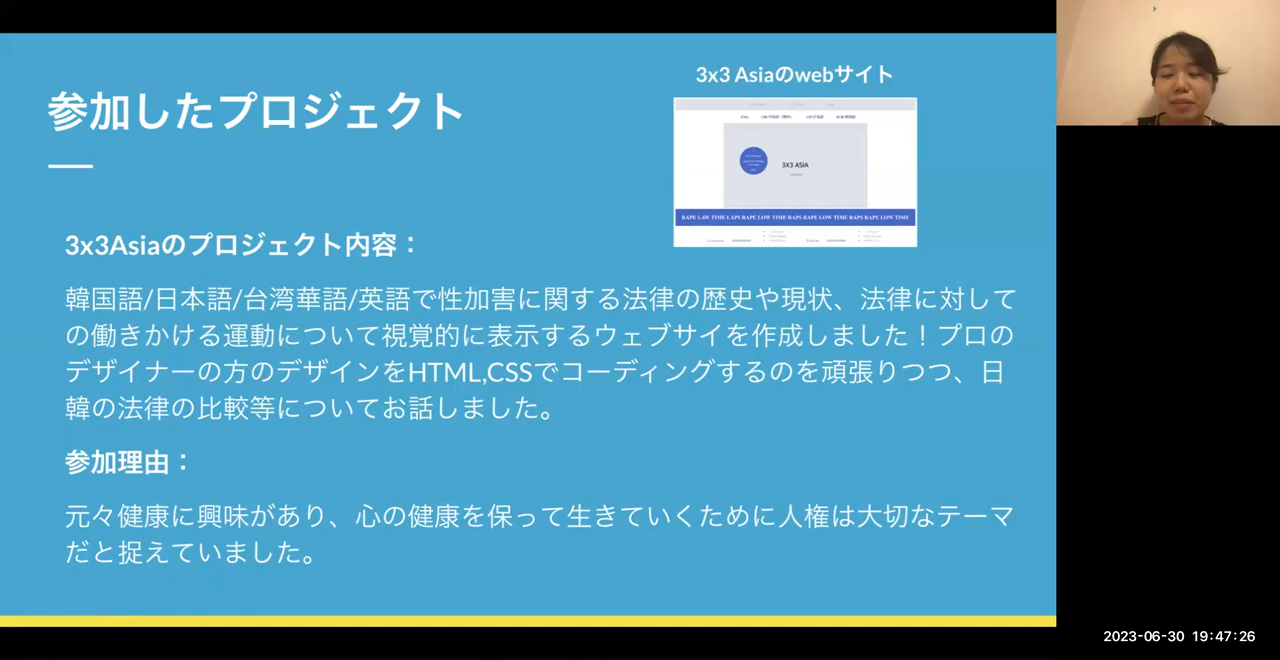 参加したプロジェクト
3x3 Asiaのwebサイト
3X3 ASIA
RAPE LAW TIME LAPS RAPE LOW TIME RAPS RAPE LOW TIME RAPS RAPE LOW TIME
3x3Asiaのプロジェクト内容：
韓国語/日本語/台湾華語/英語で性加害に関する法律の歴史や現状、法律に対して
の働きかける運動について視覚的に表示するウェブサイを作成しました！プロの
デザイナーの方のデザインをHTML,CSSでコーディングするのを頑張りつつ、日
韓の法律の比較等についてお話しました。
参加理由：
元々健康に興味があり、心の健康を保って生きていくために人権は大切なテーマ
だと捉えていました。
2023-06-30 19:47:26